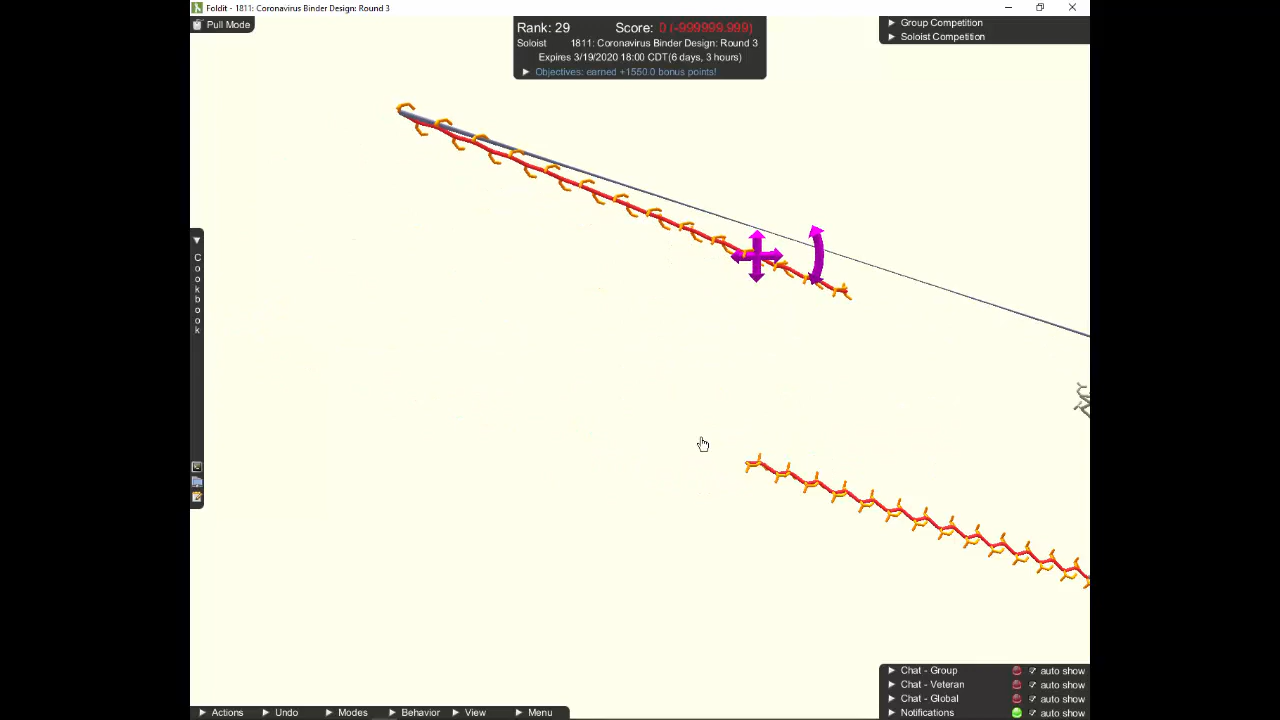 Foldit - 1811: Coronavirus Binder Design: Round 3
Pull Mode
Rank: 29 Score: 0 (-999999.999)
Soloist 1811: Coronavirus Binder Design: Round 3
Expires 3/19/2020 18:00 CDT(6 days, 3 hours)
Objectives: earned +1550.0 bonus points!
Group Competition
Soloist Competition
Cookbook
Chat - Group auto show
Chat - Veteran auto show
Chat - Global auto show
Notifications auto show
Actions Undo Modes Behavior View Menu